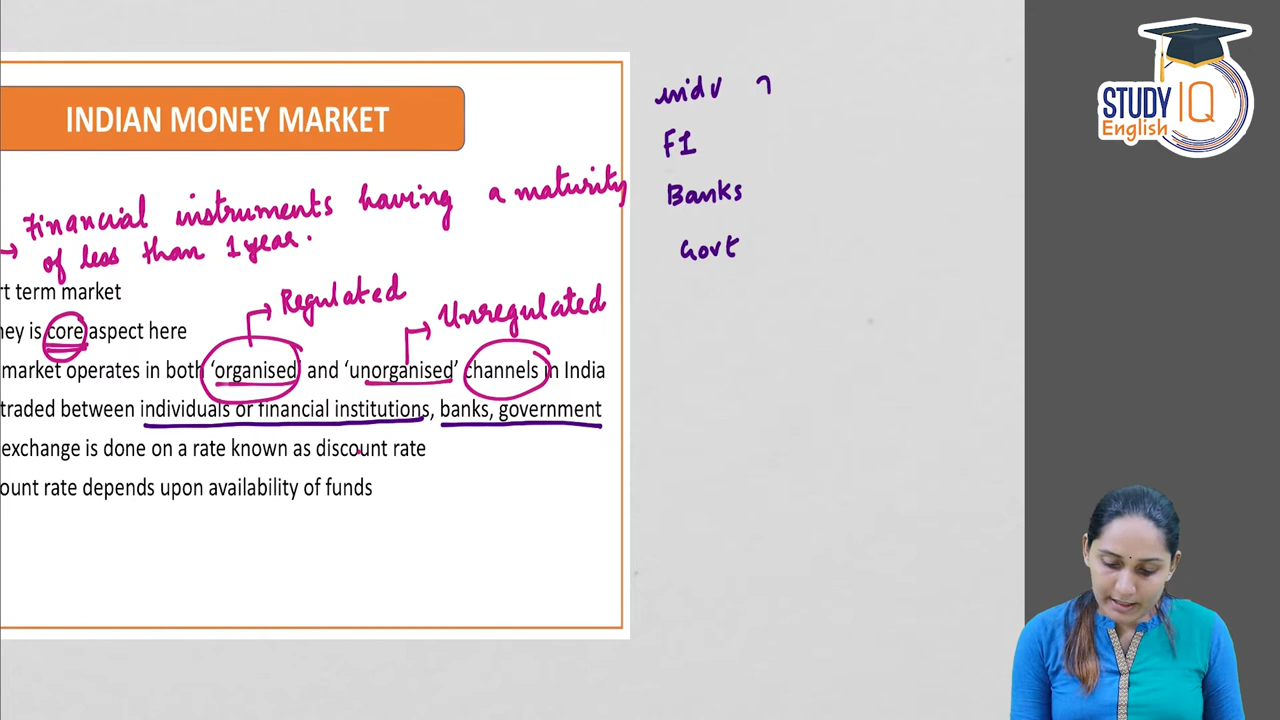 INDIAN MONEY MARKET
Financial instruments having a maturity
of less than 1 year.
rt term market
Regulated
Unregulated
ney is core aspect here
market operates in both ‘organised’ and ‘unorganised’ channels in India
traded between individuals or financial institutions, banks, government
exchange is done on a rate known as discount rate
ount rate depends upon availability of funds
indv
FI
Banks
Govt
STUDY IQ
English